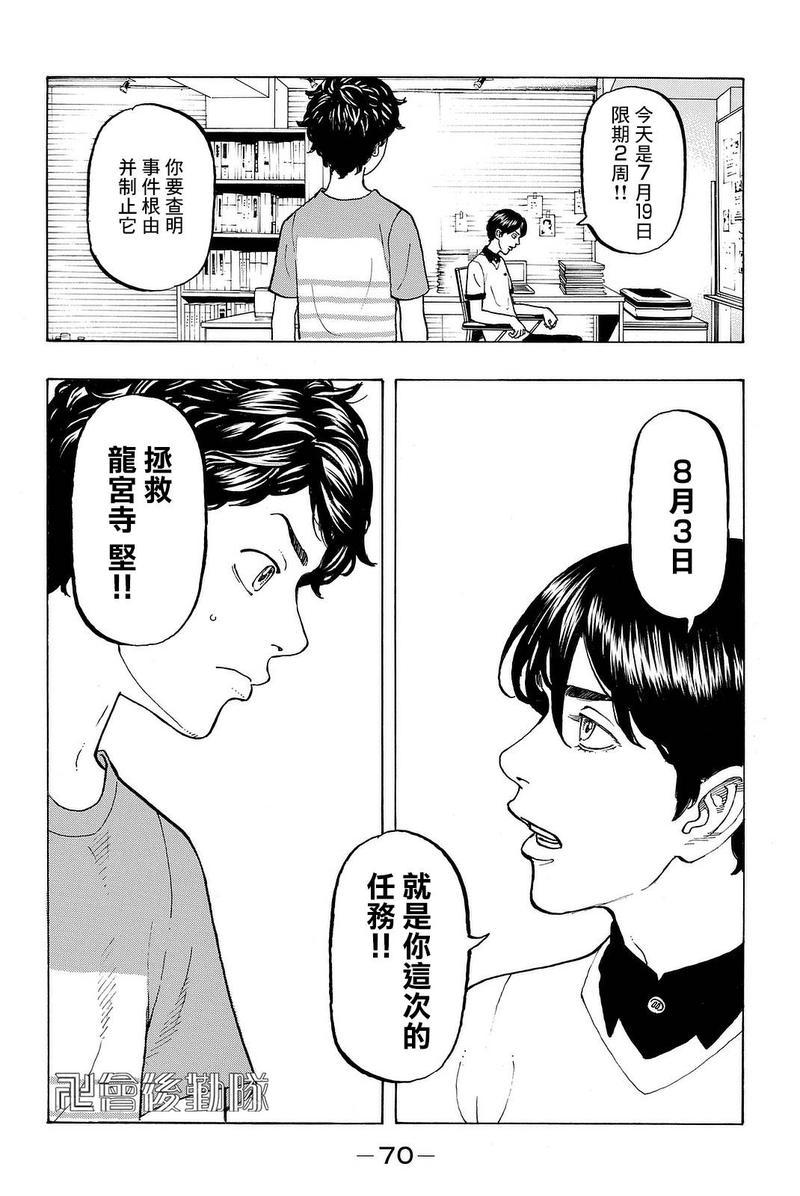 今天是7月19日
限期2周!!
你要查明
事件根由
并制止它
8月3日
拯救
龍宮寺 堅!!
就是你這次的
任務!!
卍會後勤隊
—70—